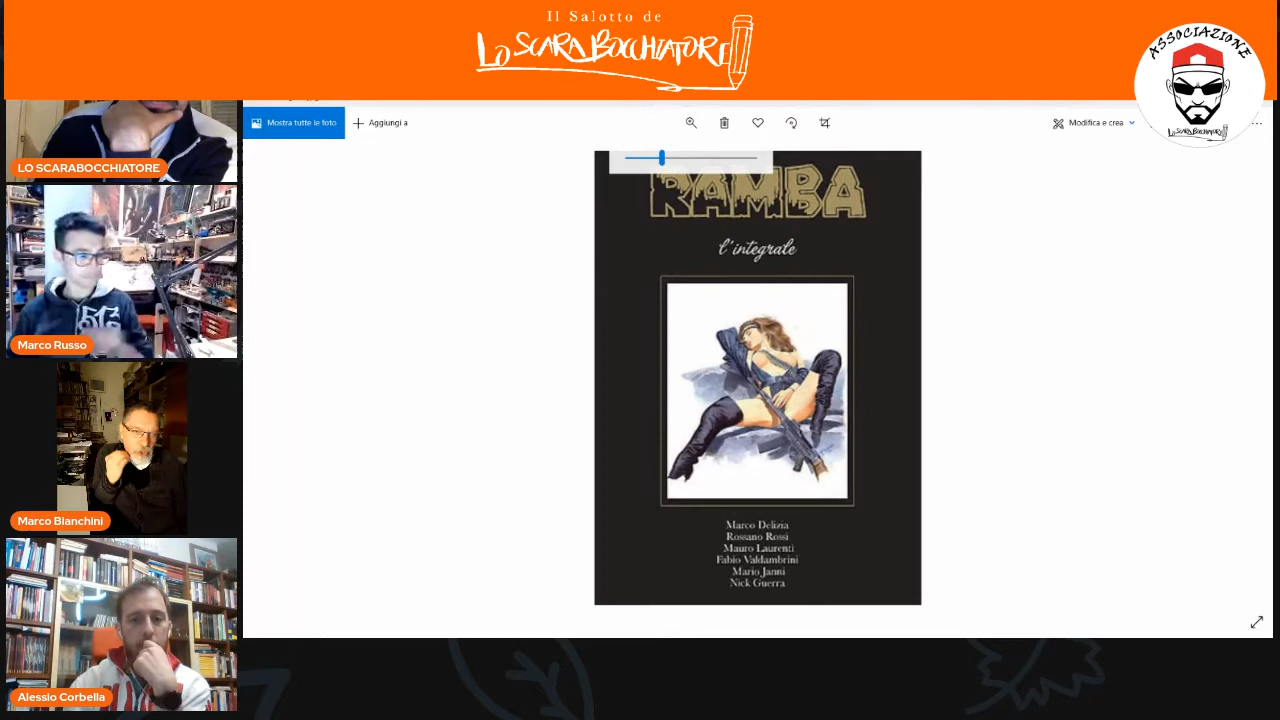 Il Salotto de
LO SCARABOCCHIATORE
ASSOCIAZIONE
LO SCARABOCCHIATORE
Mostra tutte le foto
Aggiungi a
Modifica e crea
LO SCARABOCCHIATORE
Marco Russo
Marco Bianchini
Alessio Corbella
RAMBA
l'integrale
Marco Delizia
Rossano Rossi
Mauro Laurenti
Fabio Valdambrini
Mario Janni
Nick Guerra